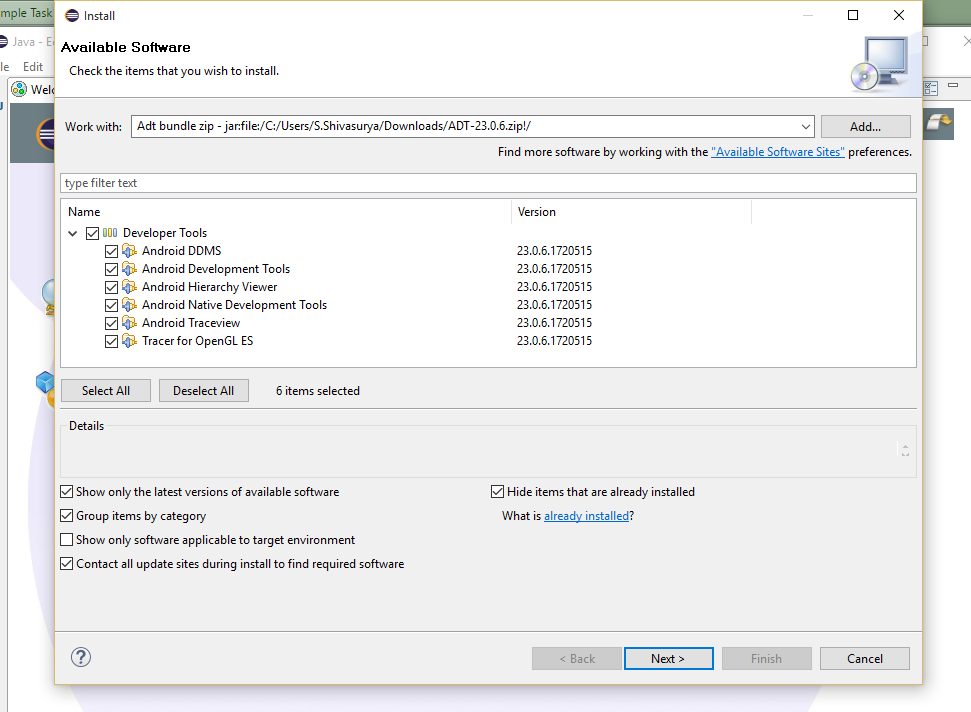 mple Task
Install
Java - E
Edit
Available Software
Check the items that you wish to install.
Work with: Adt bundle zip - jar:file:/C:/Users/S.Shivasurya/Downloads/ADT-23.0.6.zip!/ Add...
Find more software by working with the "Available Software Sites" preferences.
type filter text
Name Version
Developer Tools
Android DDMS 23.0.6.1720515
Android Development Tools 23.0.6.1720515
Android Hierarchy Viewer 23.0.6.1720515
Android Native Development Tools 23.0.6.1720515
Android Traceview 23.0.6.1720515
Tracer for OpenGL ES 23.0.6.1720515
Select All Deselect All 6 items selected
Details
Show only the latest versions of available software Hide items that are already installed
Group items by category What is already installed?
Show only software applicable to target environment
Contact all update sites during install to find required software
? < Back Next > Finish Cancel